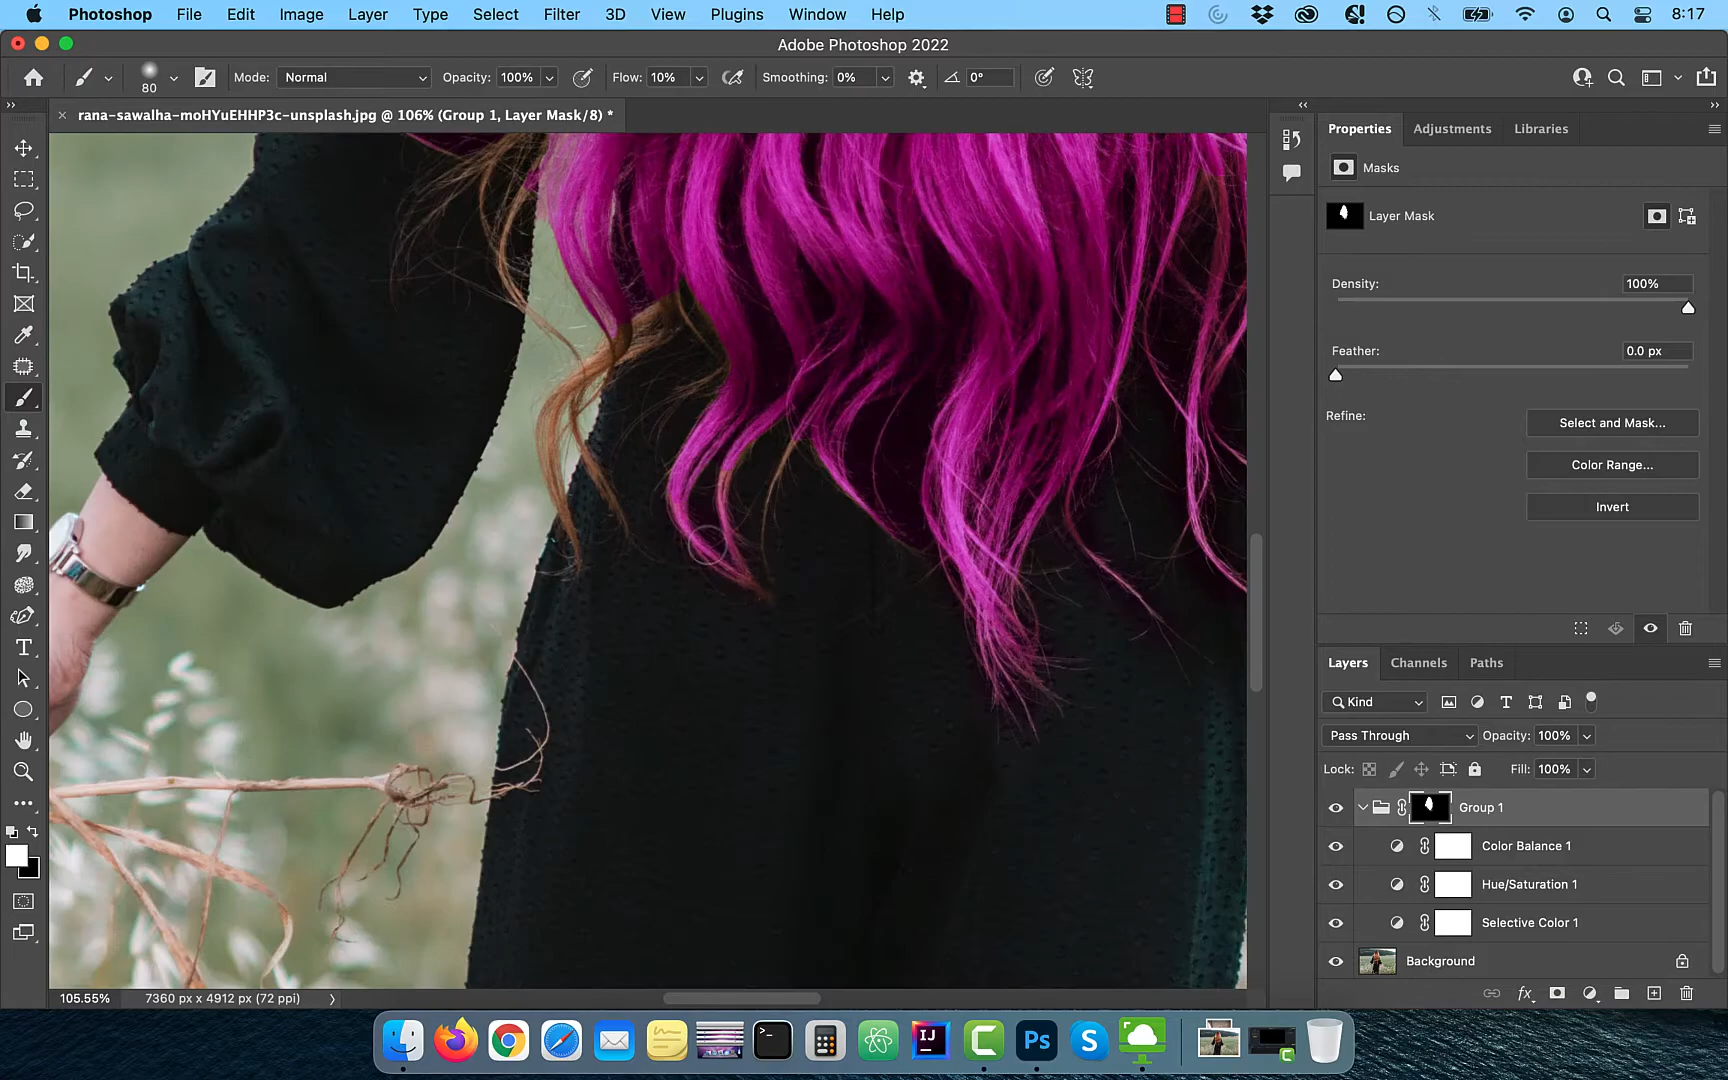 Photoshop File Edit Image Layer Type Select Filter 3D View Plugins Window Help 8:17
Adobe Photoshop 2022
80 Mode: Normal Opacity: 100% Flow: 10% Smoothing: 0% 0°
rana-sawalha-moHYuEHHP3c-unsplash.jpg @ 106% (Group 1, Layer Mask/8) *
Properties Adjustments Libraries
Masks
Layer Mask
Density: 100%
Feather: 0.0 px
Refine: Select and Mask...
Color Range...
Invert
Layers Channels Paths
Kind
Pass Through Opacity: 100%
Lock: Fill: 100%
Group 1
Color Balance 1
Hue/Saturation 1
Selective Color 1
Background
105.55% 7360 px x 4912 px (72 ppi)
IJ
Ps